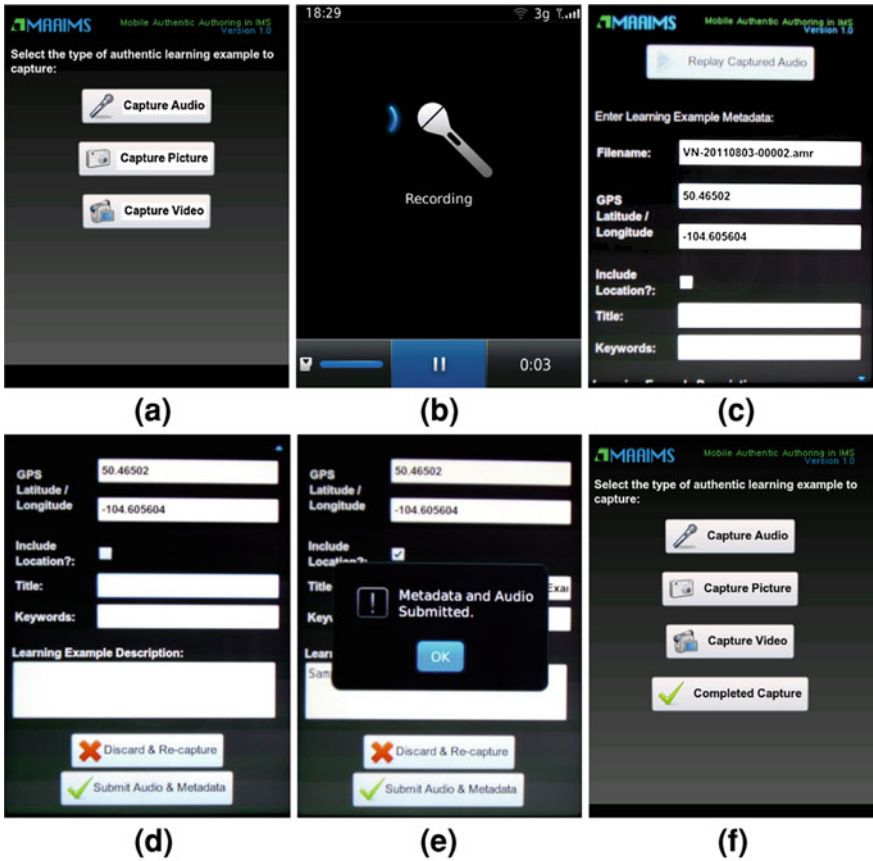 MAAIMS
Mobile Authentic Authoring in IMS
Version 1.0
Select the type of authentic learning example to
capture:
Capture Audio
Capture Picture
Capture Video
(a)
18:29
3g
Recording
0:03
(b)
MAAIMS
Mobile Authentic Authoring in IMS
Version 1.0
Replay Captured Audio
Enter Learning Example Metadata:
Filename:
VN-20110803-00002.amr
GPS
Latitude /
Longitude
50.46502
-104.605604
Include
Location?:
Title:
Keywords:
(c)
GPS
Latitude /
Longitude
50.46502
-104.605604
Include
Location?:
Title:
Keywords:
Learning Example Description:
Discard & Re-capture
Submit Audio & Metadata
(d)
GPS
Latitude /
Longitude
50.46502
-104.605604
Include
Title
Metadata and Audio
Submitted.
OK
Discard & Re-capture
Submit Audio & Metadata
(e)
MAAIMS
Mobile Authentic Authoring in IMS
Version 1.0
Select the type of authentic learning example to
capture:
Capture Audio
Capture Picture
Capture Video
Completed Capture
(f)